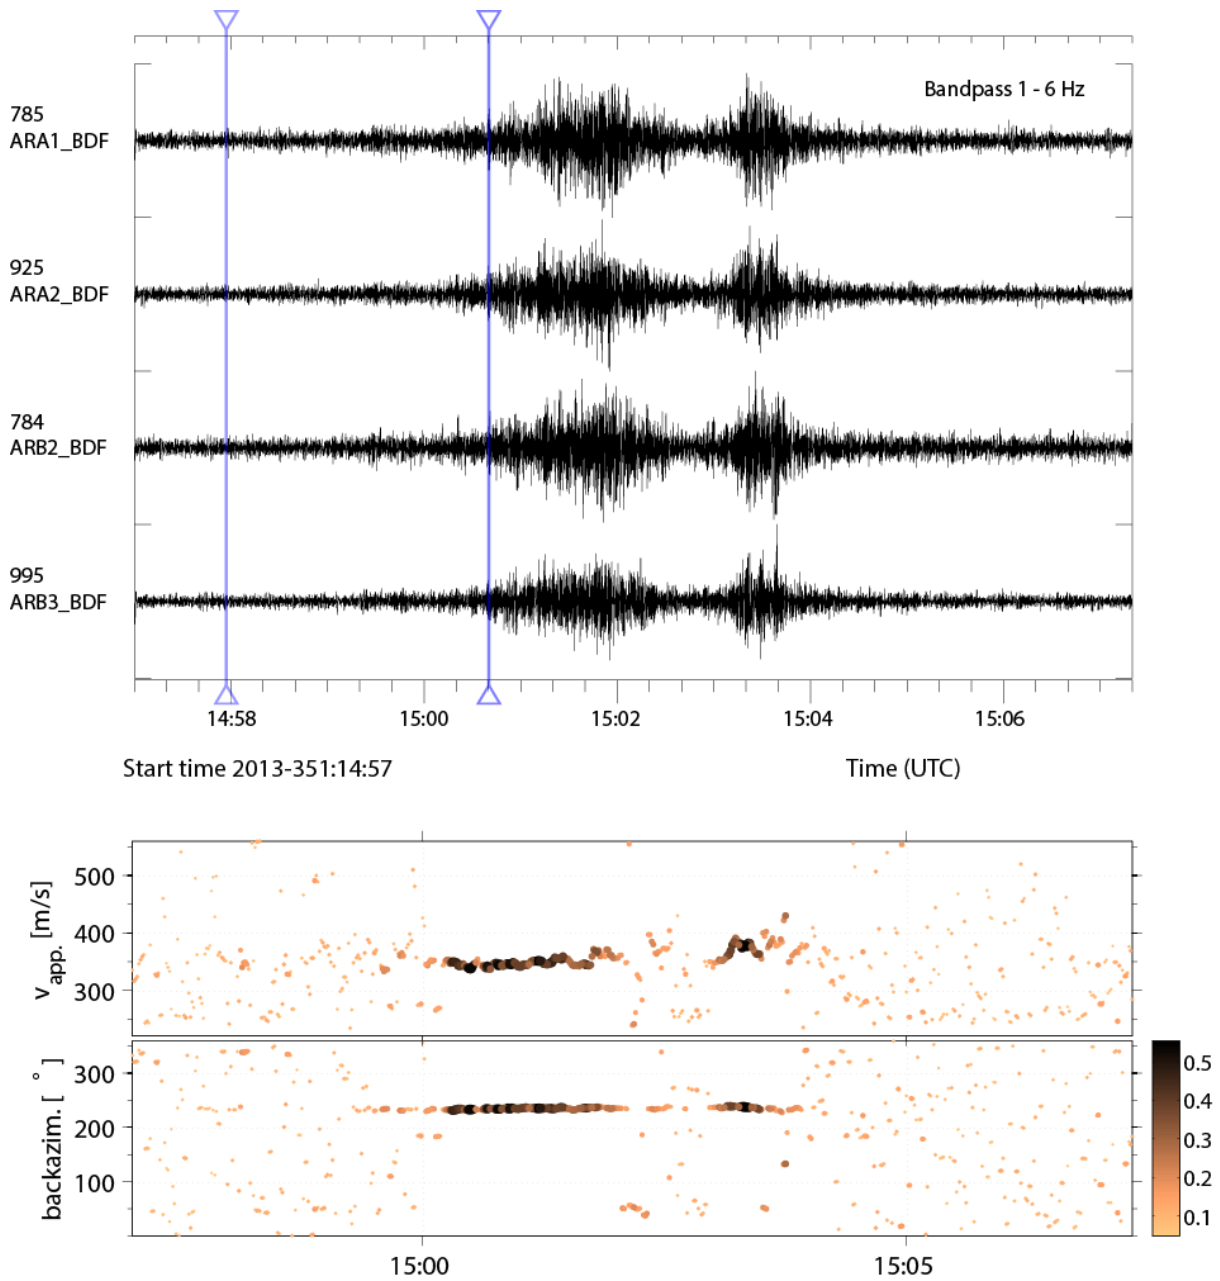 Bandpass 1 - 6 Hz
785
ARA1_BDF
925
ARA2_BDF
784
ARB2_BDF
995
ARB3_BDF
14:58 15:00 15:02 15:04 15:06
Start time 2013-351:14:57 Time (UTC)
v app. [m/s]
500
400
300
backazim. [ ° ]
300
200
100
0.5
0.4
0.3
0.2
0.1
15:00 15:05